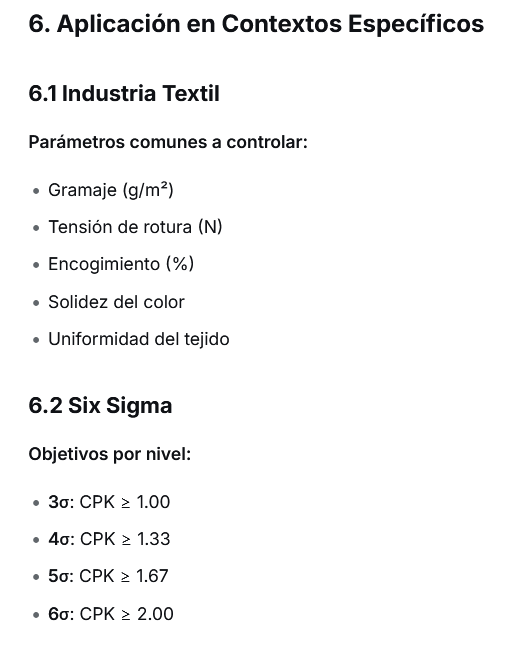 6. Aplicación en Contextos Específicos
6.1 Industria Textil
Parámetros comunes a controlar:
• Gramaje (g/m²)
• Tensión de rotura (N)
• Encogimiento (%)
• Solidez del color
• Uniformidad del tejido
6.2 Six Sigma
Objetivos por nivel:
• 3σ: CPK ≥ 1.00
• 4σ: CPK ≥ 1.33
• 5σ: CPK ≥ 1.67
• 6σ: CPK ≥ 2.00